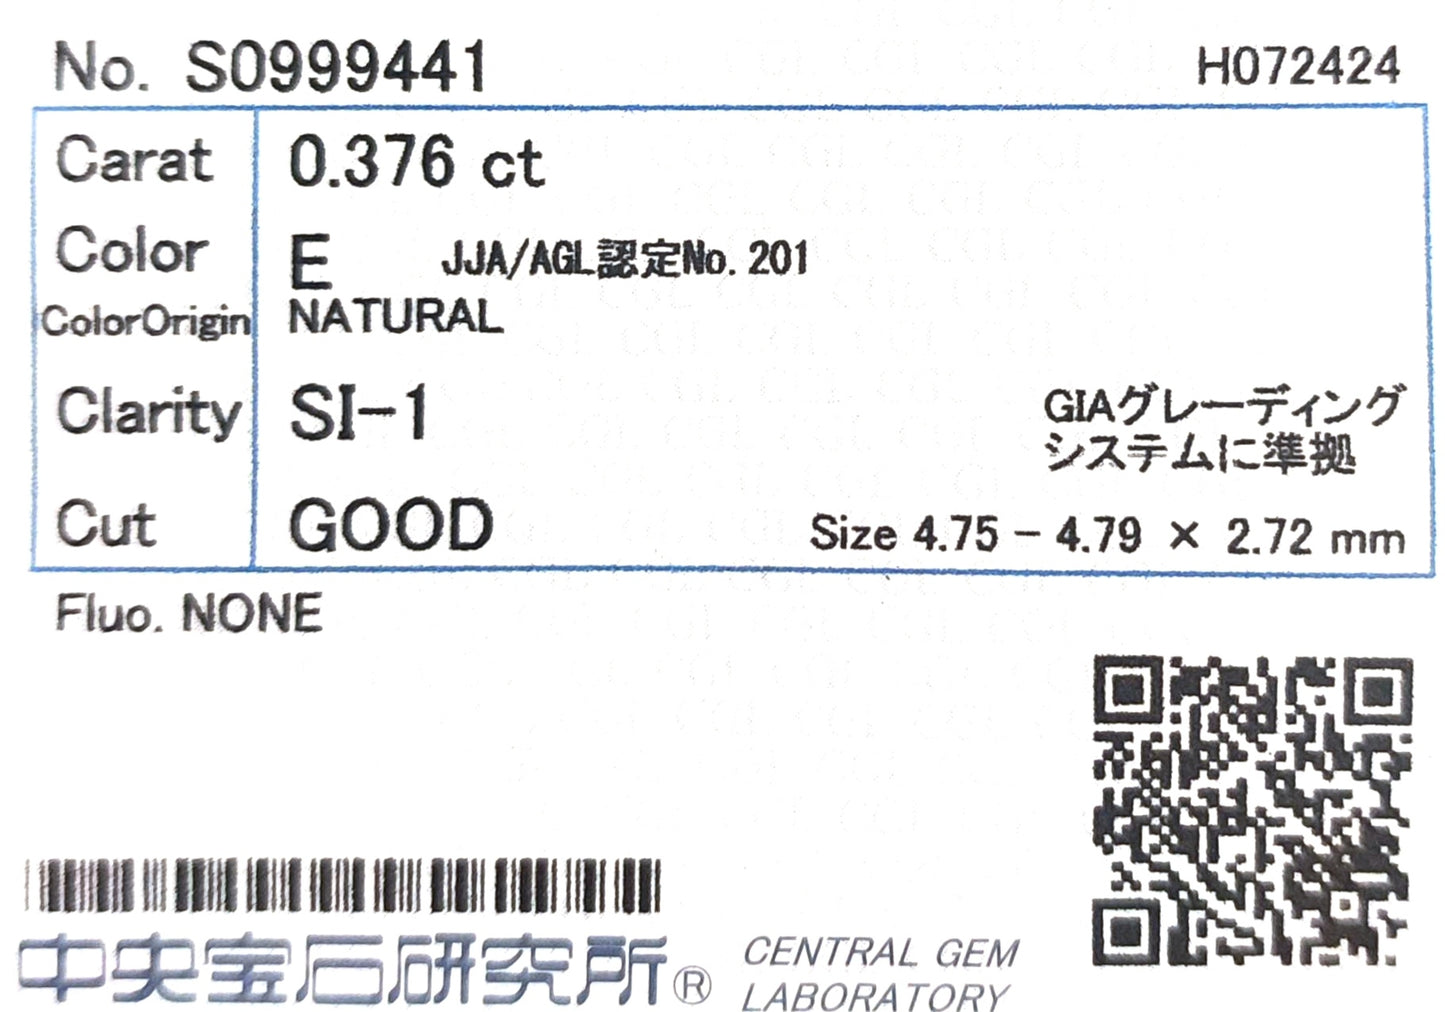 No. S0999441 H072424
Carat 0.376 ct
Color E JJA/AGL認定No.201
ColorOrigin NATURAL
Clarity SI-1 GIAグレーディング
システムに準拠
Cut GOOD Size 4.75 - 4.79 × 2.72 mm
Fluo. NONE
中央宝石研究所® CENTRAL GEM
LABORATORY